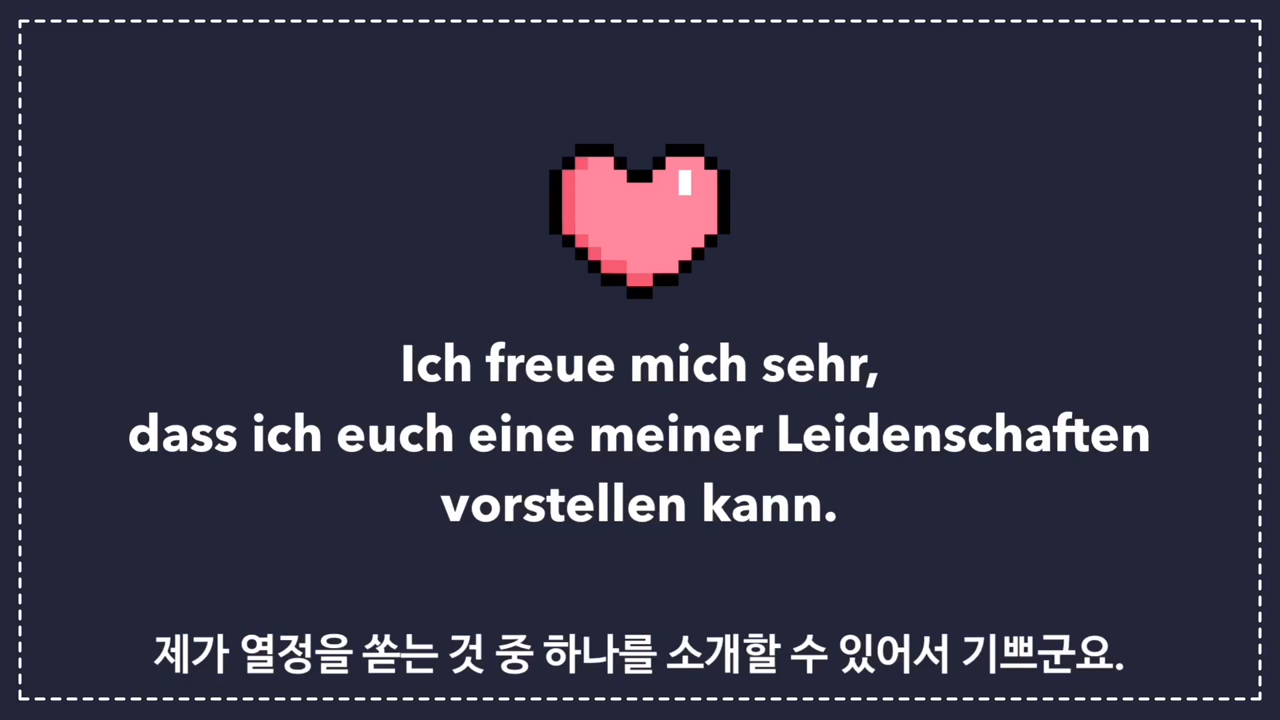 Ich freue mich sehr,
dass ich euch eine meiner Leidenschaften
vorstellen kann.
제가 열정을 쏟는 것 중 하나를 소개할 수 있어서 기쁘군요.